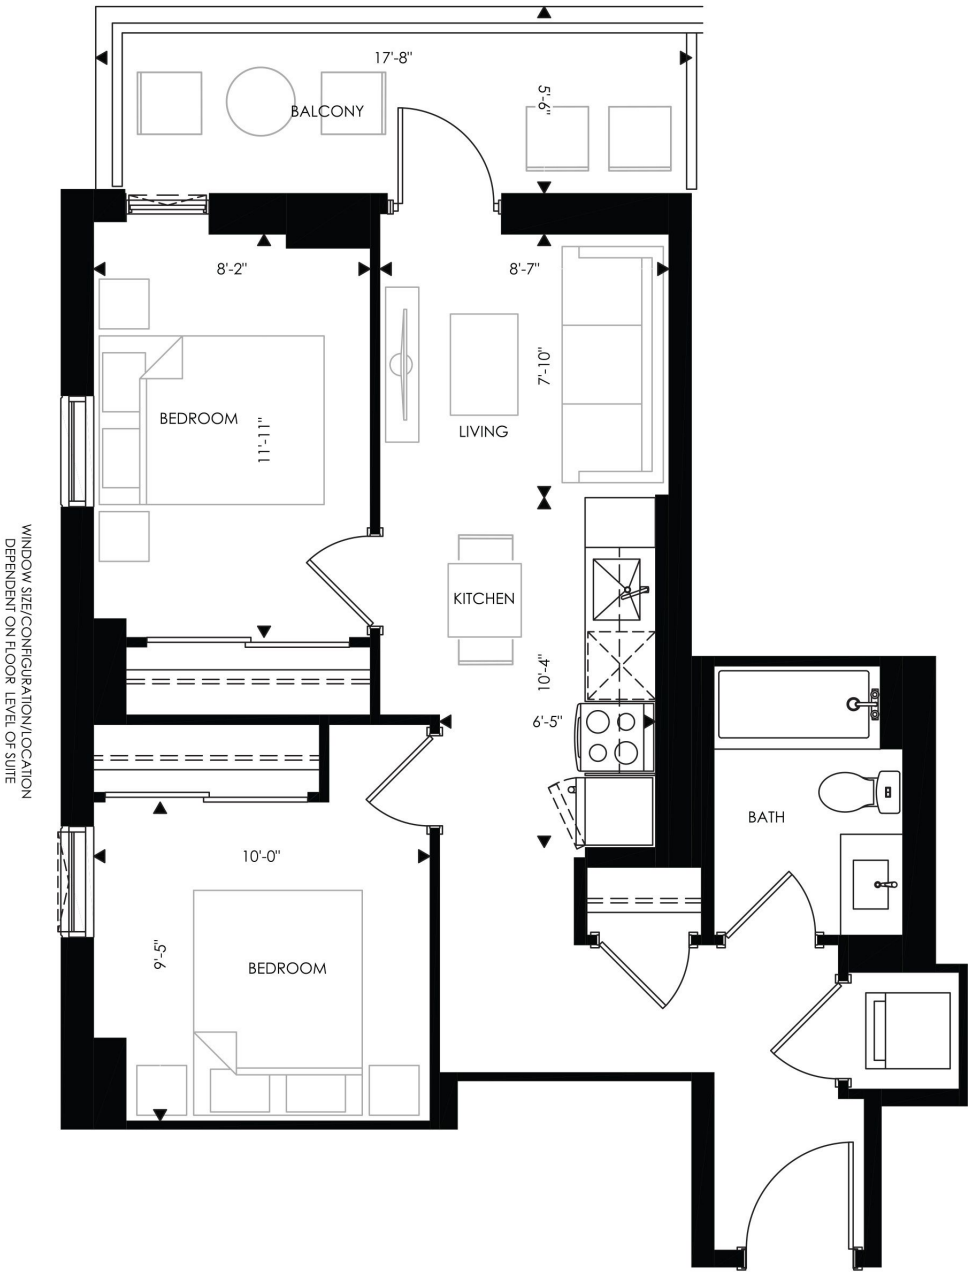 17'-8"
5'-6"
BALCONY
8'-2"
8'-7"
7'-10"
BEDROOM
11'-11"
LIVING
KITCHEN
10'-4"
6'-5"
WINDOW SIZE/CONFIGURATION/LOCATION
DEPENDENT ON FLOOR LEVEL OF SUITE
BATH
10'-0"
9'-5"
BEDROOM